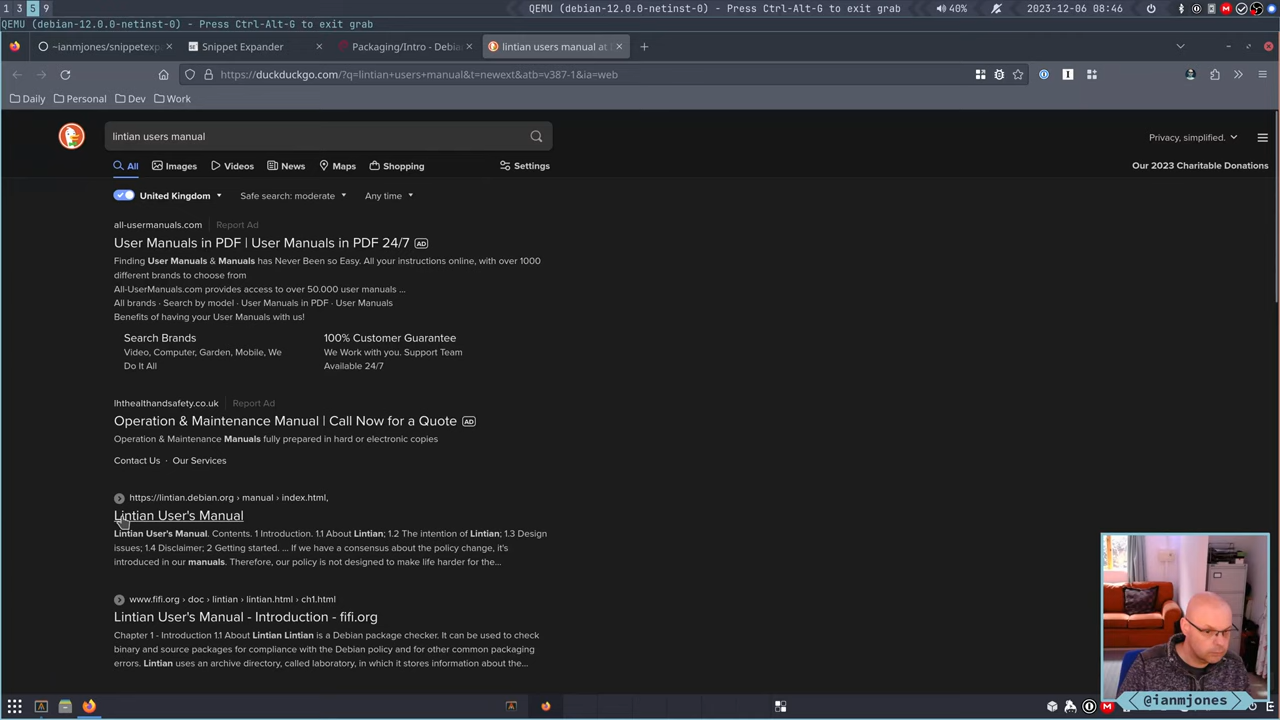 1 3 5 9
QEMU (debian-12.0.0-netinst-0) - Press Ctrl-Alt-G to exit grab
40%
2023-12-06 08:46
QEMU (debian-12.0.0-netinst-0) - Press Ctrl-Alt-G to exit grab
~ianmjones/snippetexp
Snippet Expander
Packaging/Intro - Debia
lintian users manual at
https://duckduckgo.com/?q=lintian+users+manual&t=newext&atb=v387-1&ia=web
Daily
Personal
Dev
Work
lintian users manual
Privacy, simplified.
All
Images
Videos
News
Maps
Shopping
Settings
Our 2023 Charitable Donations
United Kingdom
Safe search: moderate
Any time
all-usermanuals.com
Report Ad
User Manuals in PDF | User Manuals in PDF 24/7 AD
Finding User Manuals & Manuals has Never Been so Easy. All your instructions online, with over 1000
different brands to choose from
All-UserManuals.com provides access to over 50.000 user manuals ...
All brands · Search by model · User Manuals in PDF · User Manuals
Benefits of having your User Manuals with us!
Search Brands
Video, Computer, Garden, Mobile, We
Do It All
100% Customer Guarantee
We Work with you. Support Team
Available 24/7
lhthealthandsafety.co.uk
Report Ad
Operation & Maintenance Manual | Call Now for a Quote AD
Operation & Maintenance Manuals fully prepared in hard or electronic copies
Contact Us · Our Services
https://lintian.debian.org › manual › index.html,
Lintian User's Manual
Lintian User's Manual. Contents. 1 Introduction. 1.1 About Lintian; 1.2 The intention of Lintian; 1.3 Design
issues; 1.4 Disclaimer; 2 Getting started. ... If we have a consensus about the policy change, it's
introduced in our manuals. Therefore, our policy is not designed to make life harder for the...
www.fifi.org › doc › lintian › lintian.html › ch1.html
Lintian User's Manual - Introduction - fifi.org
Chapter 1 - Introduction 1.1 About Lintian Lintian is a Debian package checker. It can be used to check
binary and source packages for compliance with the Debian policy and for other common packaging
errors. Lintian uses an archive directory, called laboratory, in which it stores information about the...
@ianmjones